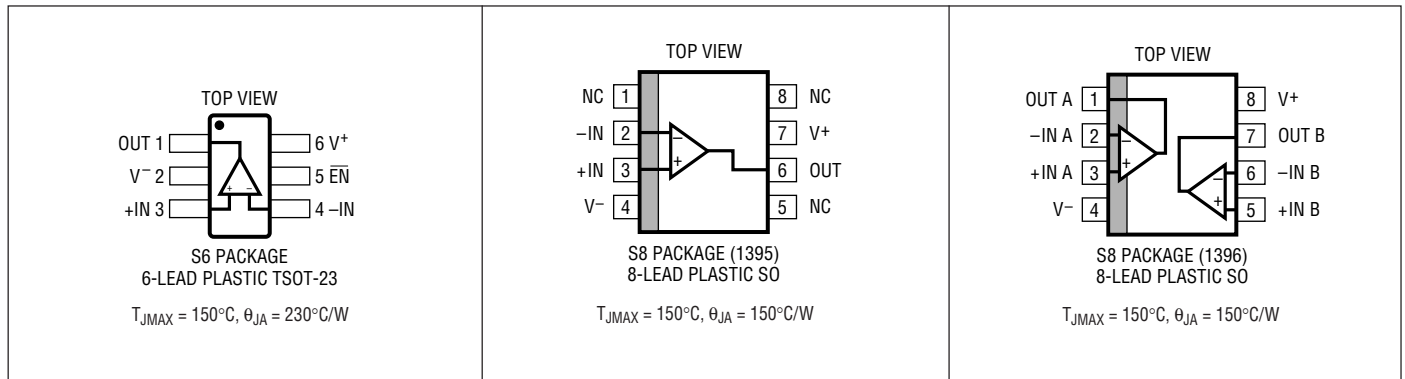 TOP VIEW
OUT 1
V– 2
+IN 3
6 V+
5 E̅N̅
4 –IN
+ –
S6 PACKAGE
6-LEAD PLASTIC TSOT-23
TJMAX = 150°C, θJA = 230°C/W
TOP VIEW
NC 1
–IN 2
+IN 3
V– 4
8 NC
7 V+
6 OUT
5 NC
–
+
S8 PACKAGE (1395)
8-LEAD PLASTIC SO
TJMAX = 150°C, θJA = 150°C/W
TOP VIEW
OUT A 1
–IN A 2
+IN A 3
V– 4
8 V+
7 OUT B
6 –IN B
5 +IN B
–
+
–
+
S8 PACKAGE (1396)
8-LEAD PLASTIC SO
TJMAX = 150°C, θJA = 150°C/W